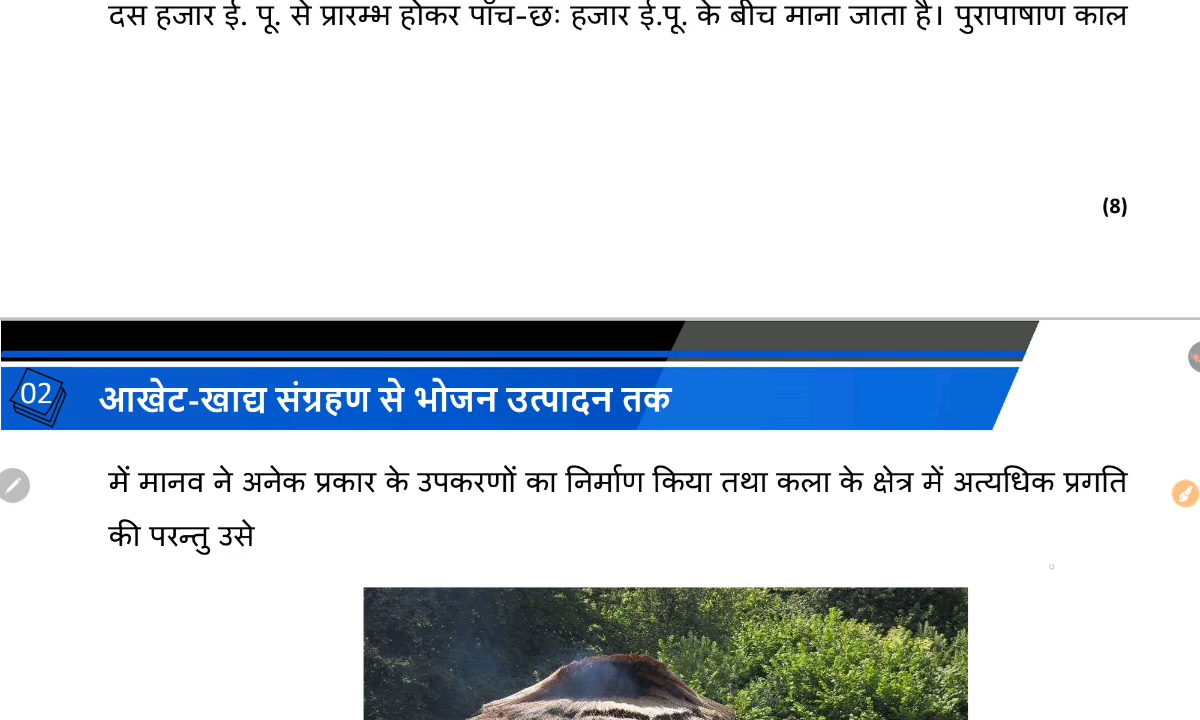 दस हजार ई. पू. से प्रारम्भ होकर पाँच-छः हजार ई.पू. के बीच माना जाता है। पुरापाषाण काल
(8)
02
आखेट-खाद्य संग्रहण से भोजन उत्पादन तक
में मानव ने अनेक प्रकार के उपकरणों का निर्माण किया तथा कला के क्षेत्र में अत्यधिक प्रगति
की परन्तु उसे